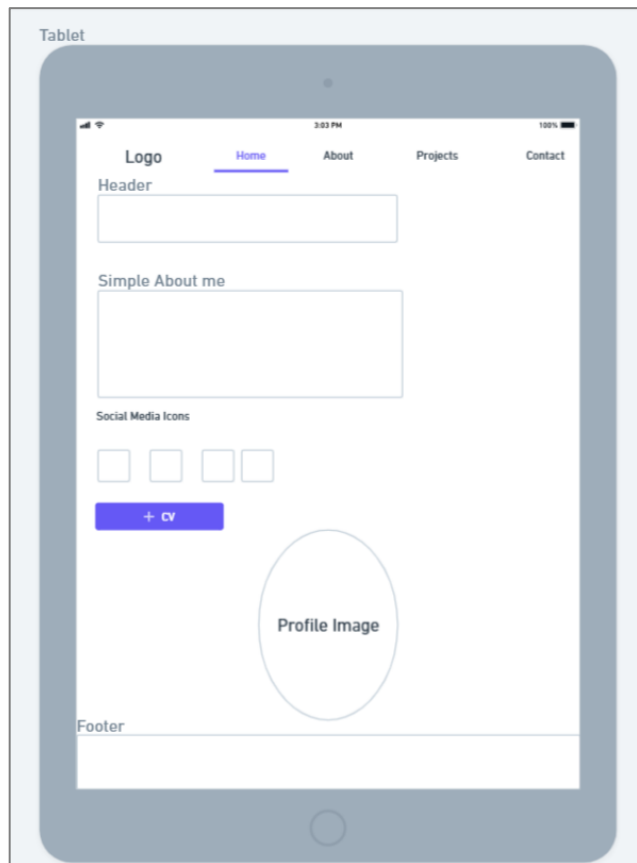 Tablet
3:03 PM 100%
Logo Home About Projects Contact
Header
Simple About me
Social Media Icons
+ CV
Profile Image
Footer